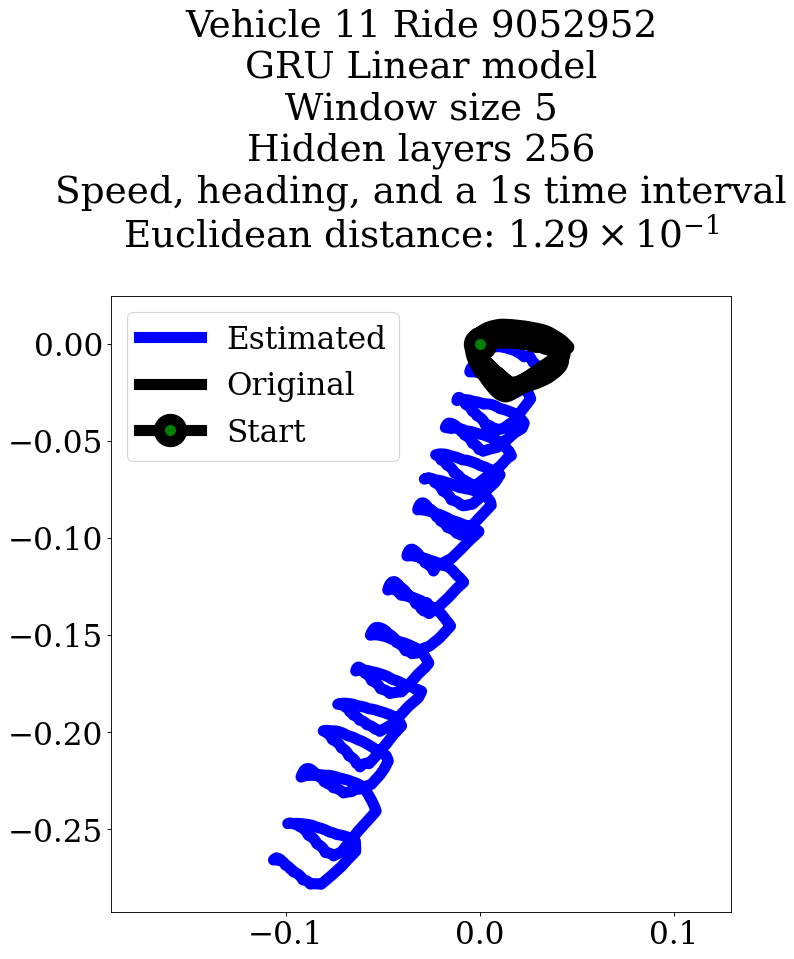 Vehicle 11 Ride 9052952
GRU Linear model
Window size 5
Hidden layers 256
Speed, heading, and a 1s time interval
Euclidean distance: 1.29 × 10⁻¹
Estimated
Original
Start
0.00
−0.05
−0.10
−0.15
−0.20
−0.25
−0.1 0.0 0.1